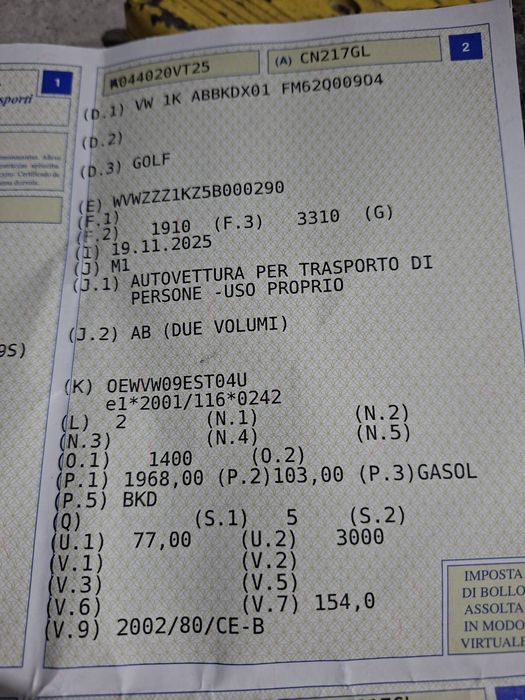 1
sporti
M044020VT25
(A) CN217GL
2
(D.1) VW 1K ABBKDX01 FM62Q009O4
(D.2)
(D.3) GOLF
(E) WVWZZZ1KZ5B000290
(F.1)
(F.2) 1910 (F.3) 3310 (G)
(I) 19.11.2025
(J) M1
(J.1) AUTOVETTURA PER TRASPORTO DI
PERSONE -USO PROPRIO
(J.2) AB (DUE VOLUMI)
9S)
(K) OEWVW09EST04U
e1*2001/116*0242
(L) 2 (N.1) (N.2)
(N.3) (N.4) (N.5)
(O.1) 1400 (O.2)
(P.1) 1968,00 (P.2)103,00 (P.3)GASOL
(P.5) BKD
(Q) (S.1) 5 (S.2)
(U.1) 77,00 (U.2) 3000
(V.1) (V.2)
(V.3) (V.5)
(V.6) (V.7) 154,0
(V.9) 2002/80/CE-B
IMPOSTA
DI BOLLO
ASSOLTA
IN MODO
VIRTUALE